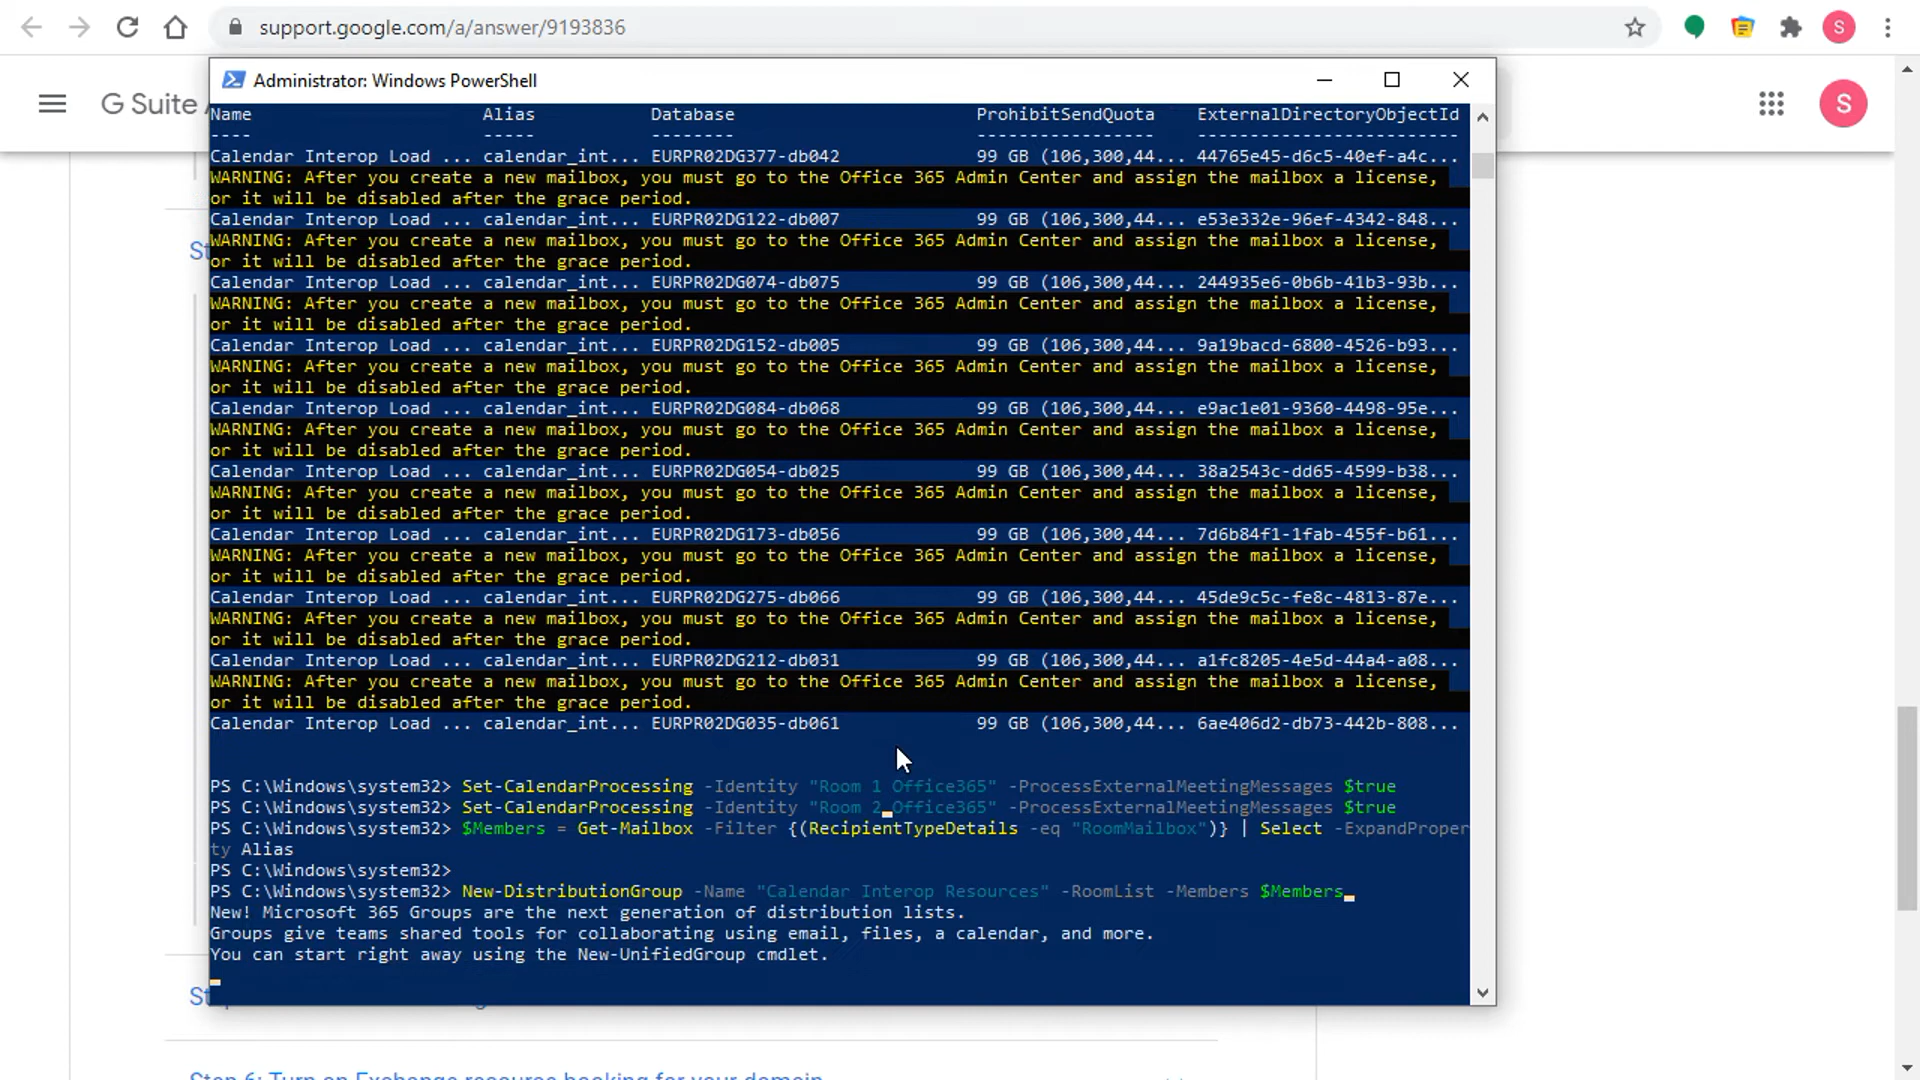 support.google.com/a/answer/9193836
S
Administrator: Windows PowerShell
G Suite
S
Name Alias Database ProhibitSendQuota ExternalDirectoryObjectId
---- ----- -------- ----------------- -------------------------
Calendar Interop Load ... calendar_int... EURPR02DG377-db042 99 GB (106,300,44... 44765e45-d6c5-40ef-a4c...
WARNING: After you create a new mailbox, you must go to the Office 365 Admin Center and assign the mailbox a license,
or it will be disabled after the grace period.
Calendar Interop Load ... calendar_int... EURPR02DG122-db007 99 GB (106,300,44... e53e332e-96ef-4342-848...
WARNING: After you create a new mailbox, you must go to the Office 365 Admin Center and assign the mailbox a license,
or it will be disabled after the grace period.
Calendar Interop Load ... calendar_int... EURPR02DG074-db075 99 GB (106,300,44... 244935e6-0b6b-41b3-93b...
WARNING: After you create a new mailbox, you must go to the Office 365 Admin Center and assign the mailbox a license,
or it will be disabled after the grace period.
Calendar Interop Load ... calendar_int... EURPR02DG152-db005 99 GB (106,300,44... 9a19bacd-6800-4526-b93...
WARNING: After you create a new mailbox, you must go to the Office 365 Admin Center and assign the mailbox a license,
or it will be disabled after the grace period.
Calendar Interop Load ... calendar_int... EURPR02DG084-db068 99 GB (106,300,44... e9ac1e01-9360-4498-95e...
WARNING: After you create a new mailbox, you must go to the Office 365 Admin Center and assign the mailbox a license,
or it will be disabled after the grace period.
Calendar Interop Load ... calendar_int... EURPR02DG054-db025 99 GB (106,300,44... 38a2543c-dd65-4599-b38...
WARNING: After you create a new mailbox, you must go to the Office 365 Admin Center and assign the mailbox a license,
or it will be disabled after the grace period.
Calendar Interop Load ... calendar_int... EURPR02DG173-db056 99 GB (106,300,44... 7d6b84f1-1fab-455f-b61...
WARNING: After you create a new mailbox, you must go to the Office 365 Admin Center and assign the mailbox a license,
or it will be disabled after the grace period.
Calendar Interop Load ... calendar_int... EURPR02DG275-db066 99 GB (106,300,44... 45de9c5c-fe8c-4813-87e...
WARNING: After you create a new mailbox, you must go to the Office 365 Admin Center and assign the mailbox a license,
or it will be disabled after the grace period.
Calendar Interop Load ... calendar_int... EURPR02DG212-db031 99 GB (106,300,44... a1fc8205-4e5d-44a4-a08...
WARNING: After you create a new mailbox, you must go to the Office 365 Admin Center and assign the mailbox a license,
or it will be disabled after the grace period.
Calendar Interop Load ... calendar_int... EURPR02DG035-db061 99 GB (106,300,44... 6ae406d2-db73-442b-808...
PS C:\Windows\system32> Set-CalendarProcessing -Identity "Room 1 Office365" -ProcessExternalMeetingMessages $true
PS C:\Windows\system32> Set-CalendarProcessing -Identity "Room 2 Office365" -ProcessExternalMeetingMessages $true
PS C:\Windows\system32> $Members = Get-Mailbox -Filter {(RecipientTypeDetails -eq "RoomMailbox")} | Select -ExpandProper
ty Alias
PS C:\Windows\system32>
PS C:\Windows\system32> New-DistributionGroup -Name "Calendar Interop Resources" -RoomList -Members $Members
New! Microsoft 365 Groups are the next generation of distribution lists.
Groups give teams shared tools for collaborating using email, files, a calendar, and more.
You can start right away using the New-UnifiedGroup cmdlet.
Step 6: Turn on Exchange resource booking for your domain